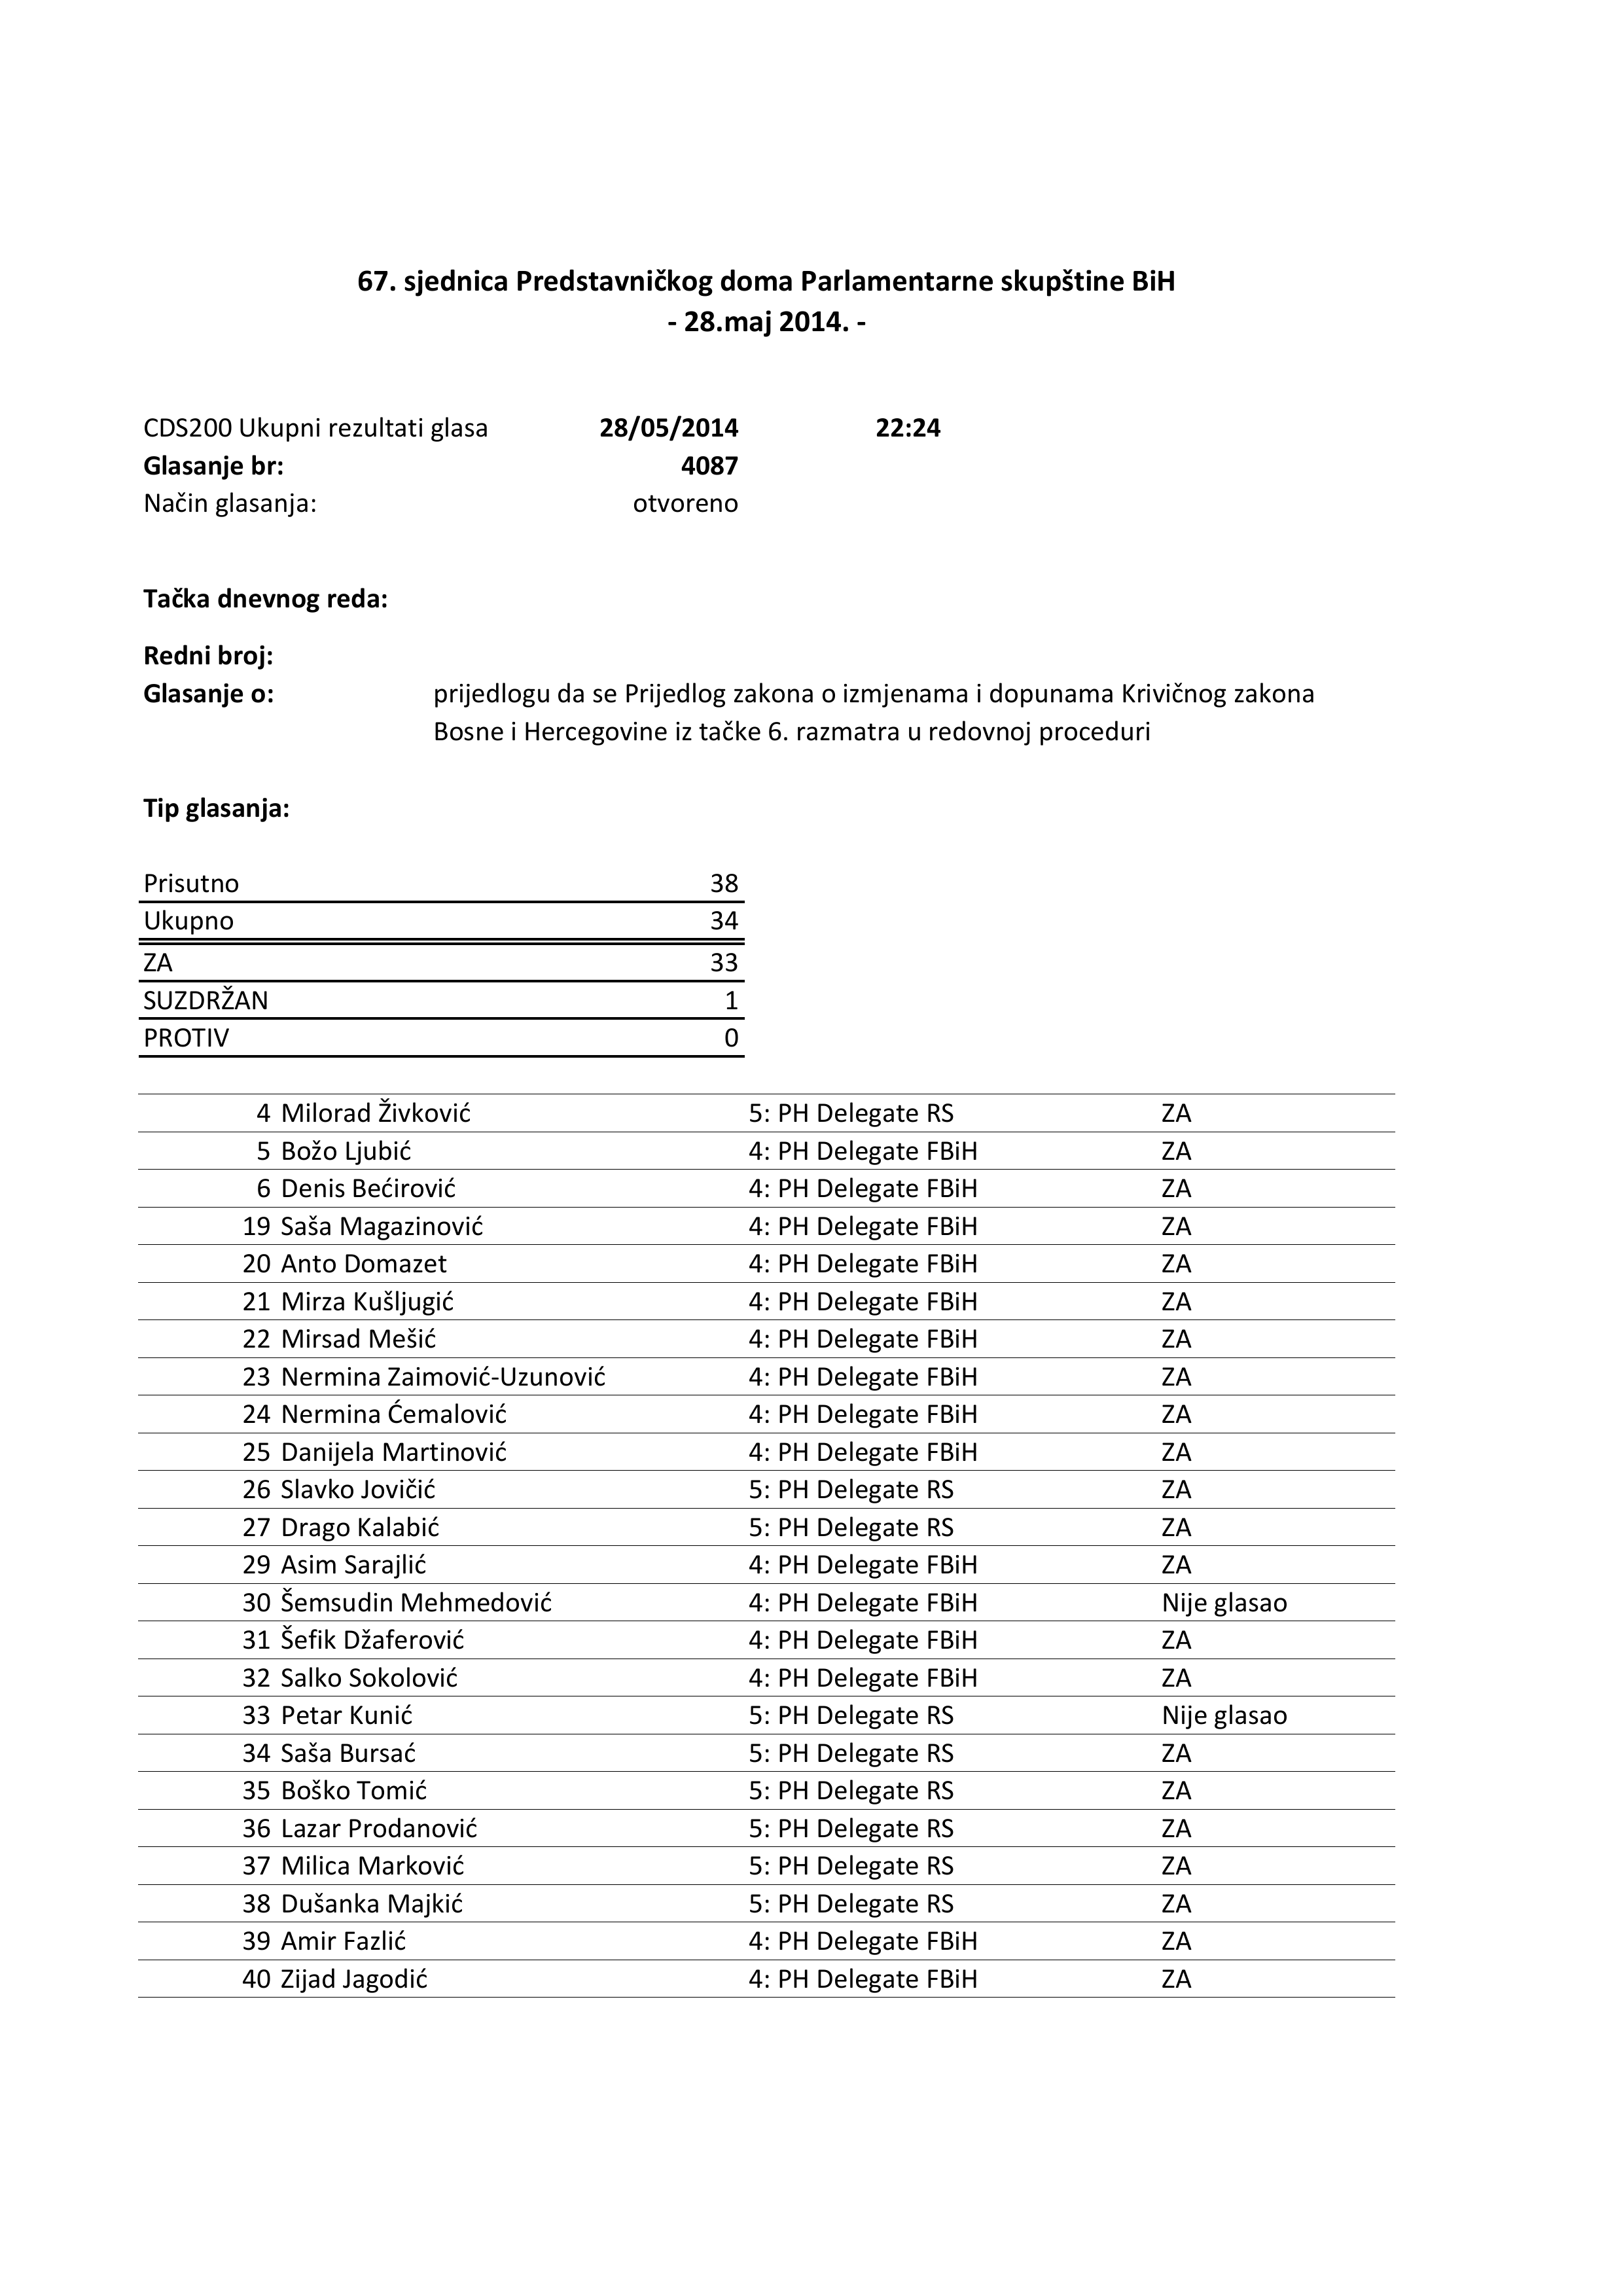 67. sjednica Predstavničkog doma Parlamentarne skupštine BiH
- 28.maj 2014. -
CDS200 Ukupni rezultati glasa 28/05/2014 22:24
Glasanje br: 4087
Način glasanja: otvoreno
Tačka dnevnog reda:
Redni broj:
Glasanje o: prijedlogu da se Prijedlog zakona o izmjenama i dopunama Krivičnog zakona
Bosne i Hercegovine iz tačke 6. razmatra u redovnoj proceduri
Tip glasanja:
Prisutno 38
Ukupno 34
ZA 33
SUZDRŽAN 1
PROTIV 0
4 Milorad Živković 5: PH Delegate RS ZA
5 Božo Ljubić 4: PH Delegate FBiH ZA
6 Denis Bećirović 4: PH Delegate FBiH ZA
19 Saša Magazinović 4: PH Delegate FBiH ZA
20 Anto Domazet 4: PH Delegate FBiH ZA
21 Mirza Kušljugić 4: PH Delegate FBiH ZA
22 Mirsad Mešić 4: PH Delegate FBiH ZA
23 Nermina Zaimović-Uzunović 4: PH Delegate FBiH ZA
24 Nermina Ćemalović 4: PH Delegate FBiH ZA
25 Danijela Martinović 4: PH Delegate FBiH ZA
26 Slavko Jovičić 5: PH Delegate RS ZA
27 Drago Kalabić 5: PH Delegate RS ZA
29 Asim Sarajlić 4: PH Delegate FBiH ZA
30 Šemsudin Mehmedović 4: PH Delegate FBiH Nije glasao
31 Šefik Džaferović 4: PH Delegate FBiH ZA
32 Salko Sokolović 4: PH Delegate FBiH ZA
33 Petar Kunić 5: PH Delegate RS Nije glasao
34 Saša Bursać 5: PH Delegate RS ZA
35 Boško Tomić 5: PH Delegate RS ZA
36 Lazar Prodanović 5: PH Delegate RS ZA
37 Milica Marković 5: PH Delegate RS ZA
38 Dušanka Majkić 5: PH Delegate RS ZA
39 Amir Fazlić 4: PH Delegate FBiH ZA
40 Zijad Jagodić 4: PH Delegate FBiH ZA